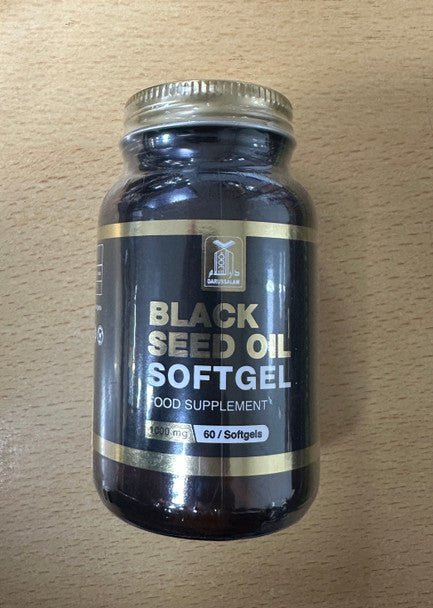 DARUSSALAM
BLACK
SEED OIL
SOFTGEL
FOOD SUPPLEMENT
1000 mg 60 / Softgels